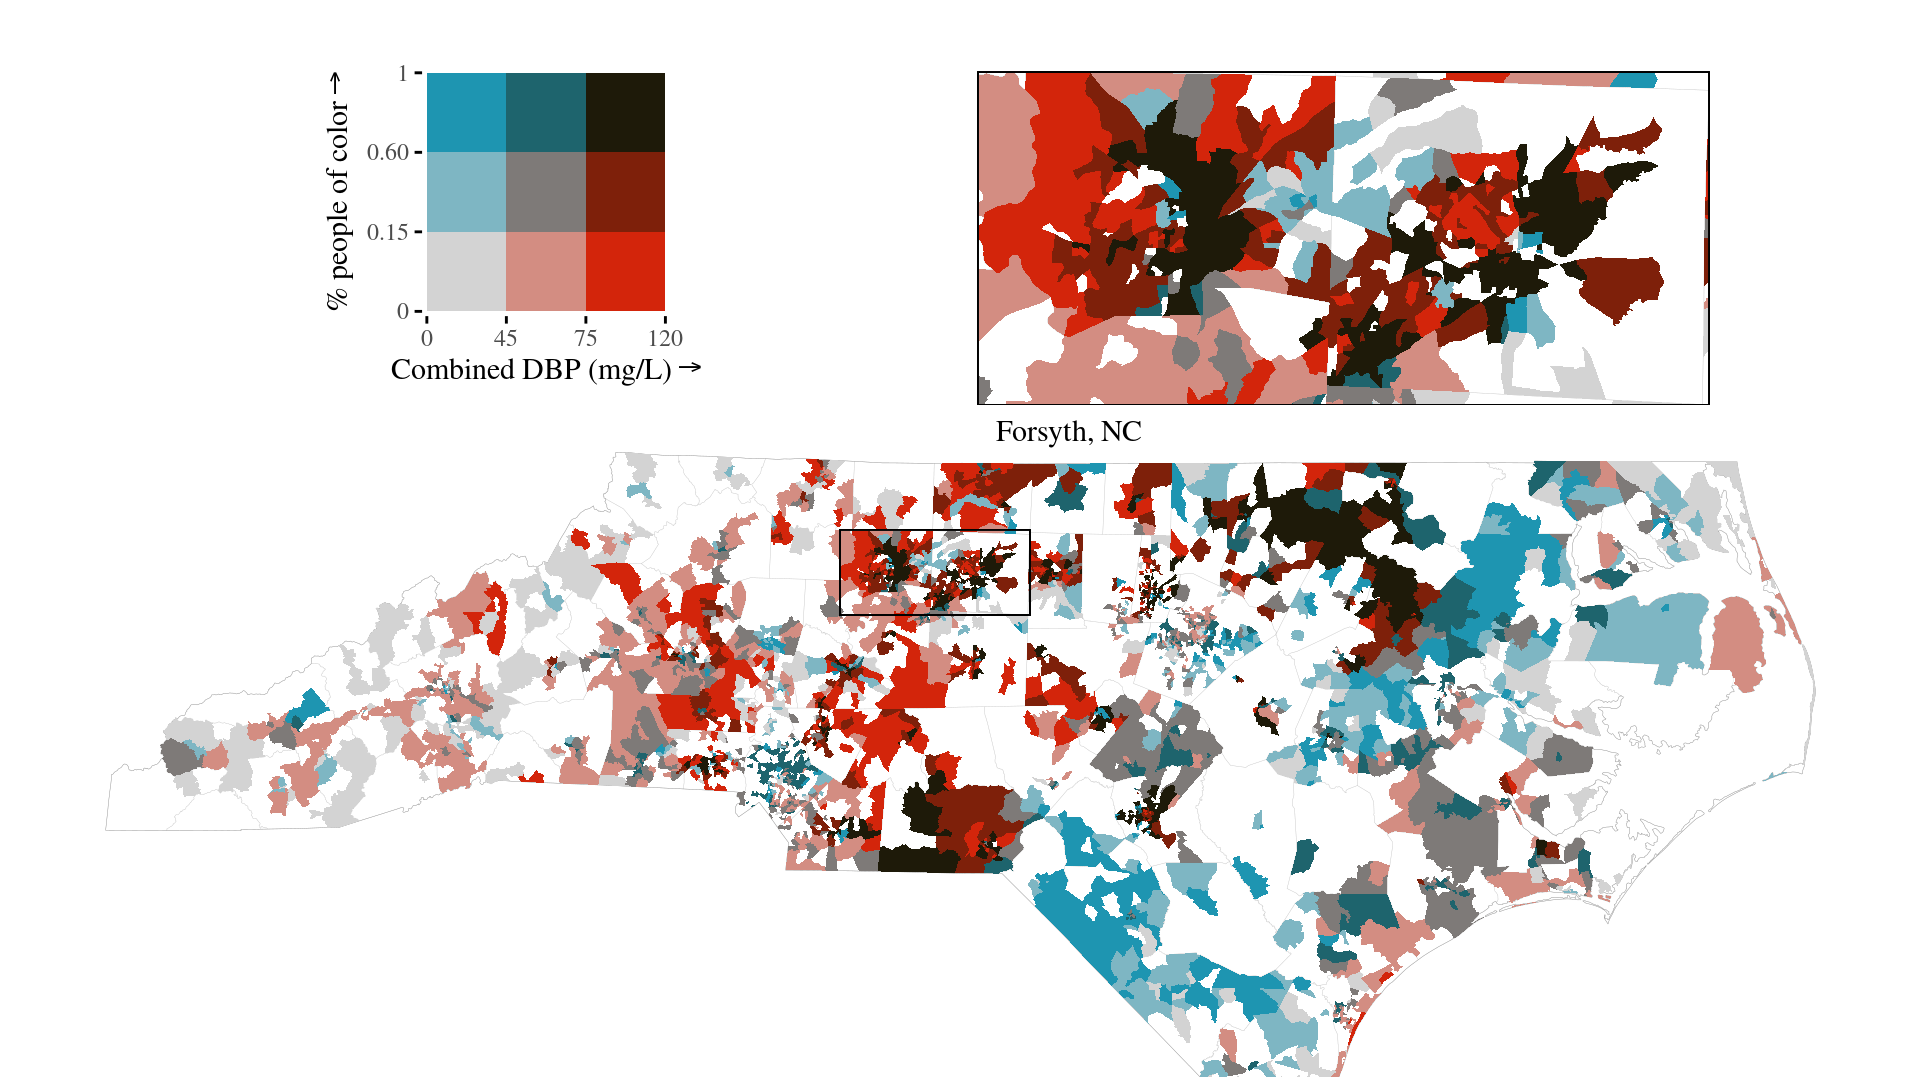 % people of color →
1
0.60
0.15
0
0 45 75 120
Combined DBP (mg/L) →
Forsyth, NC